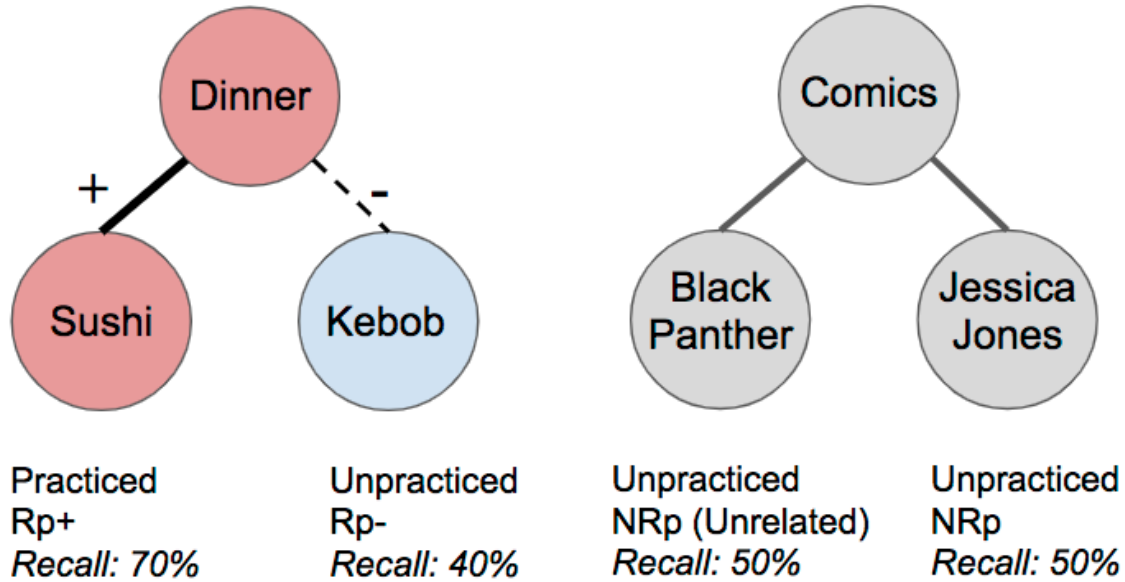 Dinner
Comics
+
-
Sushi
Kebob
Black
Panther
Jessica
Jones
Practiced
Rp+
Recall: 70%
Unpracticed
Rp-
Recall: 40%
Unpracticed
NRp (Unrelated)
Recall: 50%
Unpracticed
NRp
Recall: 50%